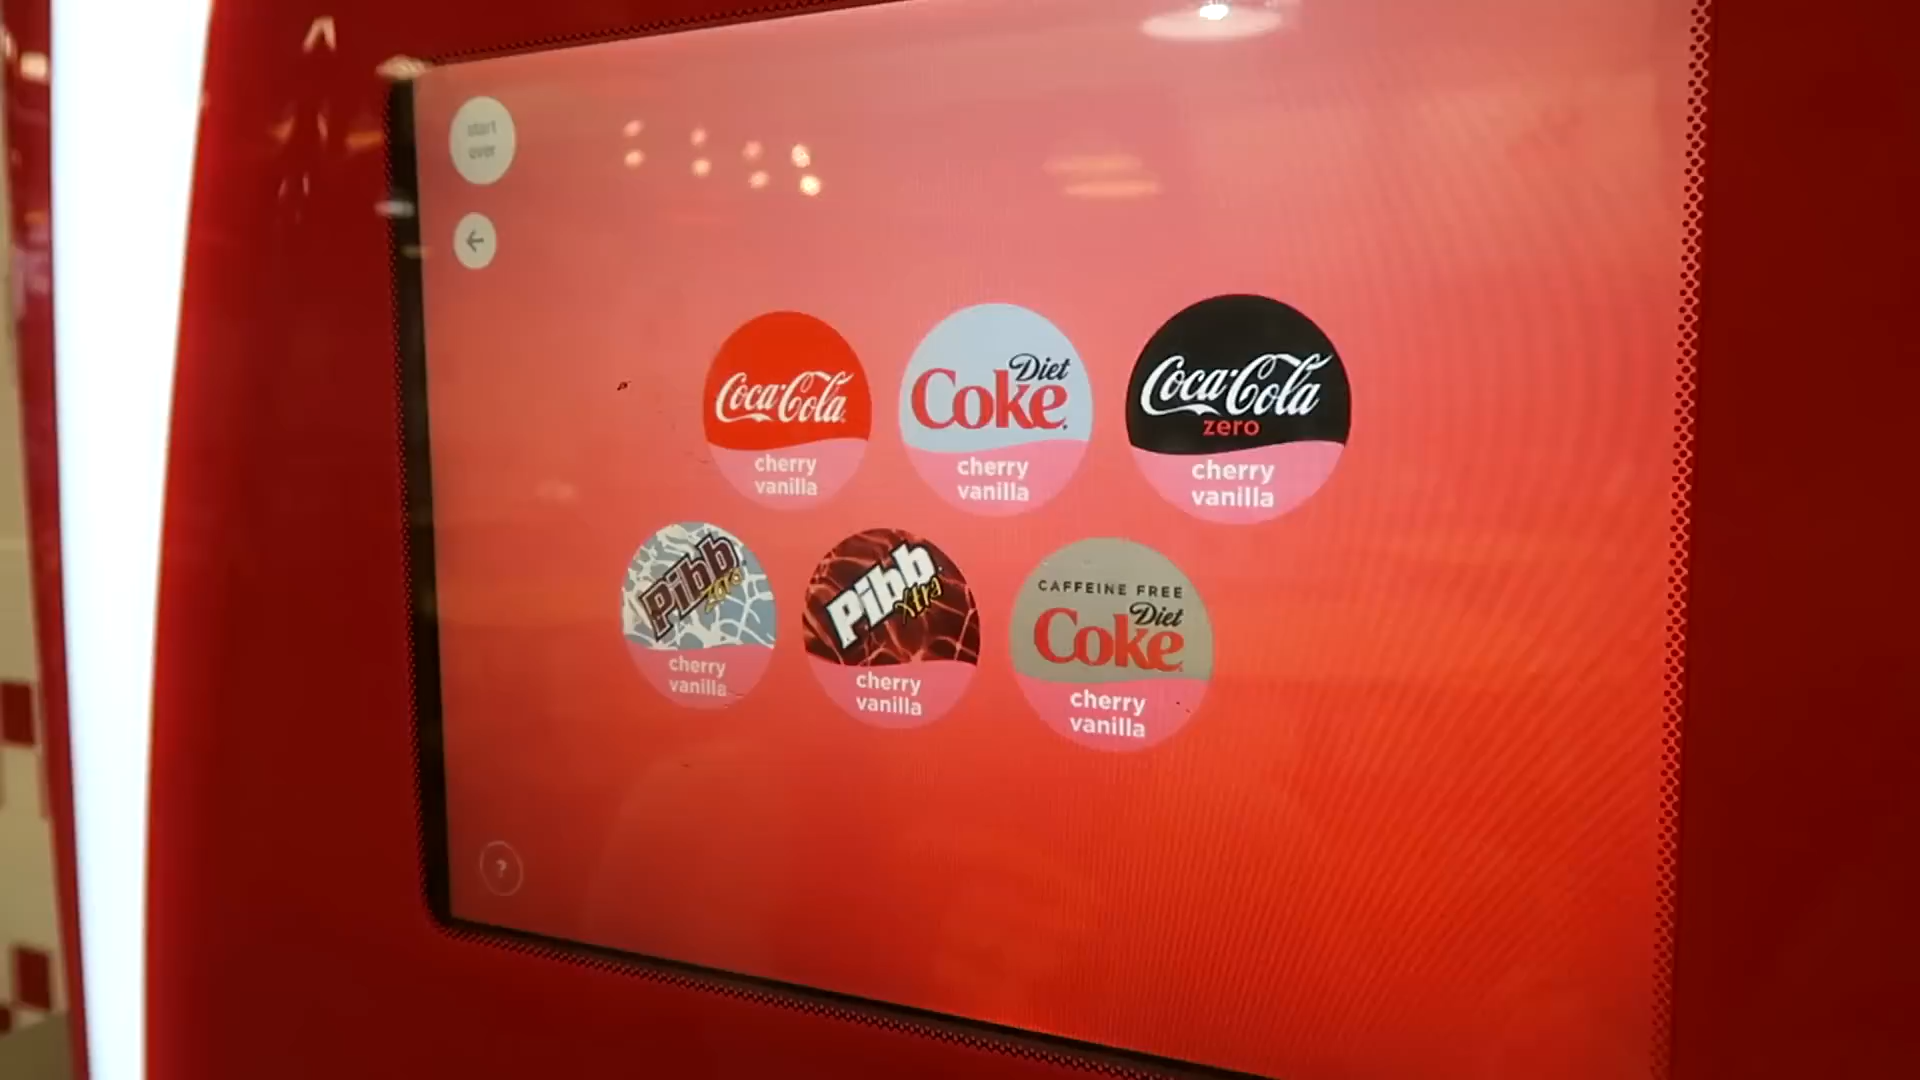 start
over
Coca-Cola
cherry
vanilla
Diet
Coke
cherry
vanilla
Coca-Cola
zero
cherry
vanilla
Pibb
zero
cherry
vanilla
Pibb
Xtra
cherry
vanilla
CAFFEINE FREE
Diet
Coke
cherry
vanilla
?